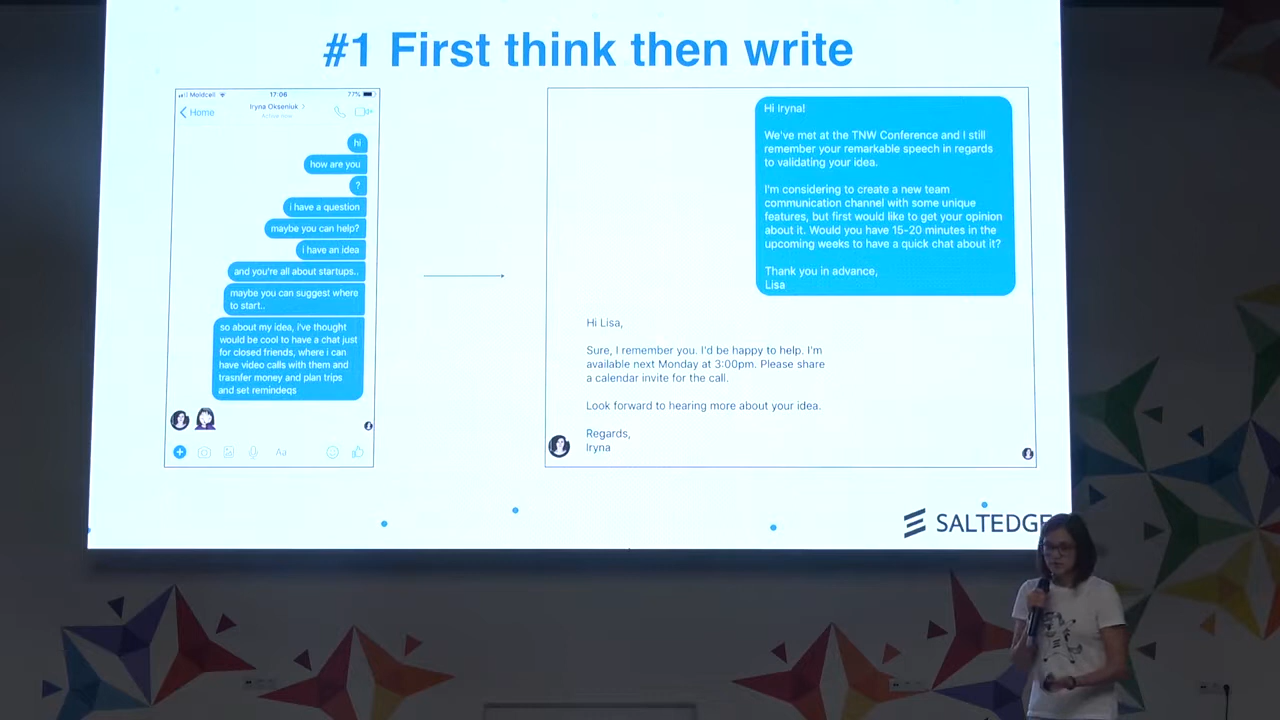 #1 First think then write
Moldcell
17:06
77%
Home
Iryna Okseniuk
Active now
hi
how are you
?
i have a question
maybe you can help?
i have an idea
and you're all about startups..
maybe you can suggest where
to start..
so about my idea, i've thought
would be cool to have a chat just
for closed friends, where i can
have video calls with them and
trasnfer money and plan trips
and set remindeqs
Aa
Hi Iryna!
We've met at the TNW Conference and I still
remember your remarkable speech in regards
to validating your idea.
I'm considering to create a new team
communication channel with some unique
features, but first would like to get your opinion
about it. Would you have 15-20 minutes in the
upcoming weeks to have a quick chat about it?
Thank you in advance,
Lisa
Hi Lisa,
Sure, I remember you. I'd be happy to help. I'm
available next Monday at 3:00pm. Please share
a calendar invite for the call.
Look forward to hearing more about your idea.
Regards,
Iryna
SALTEDGE